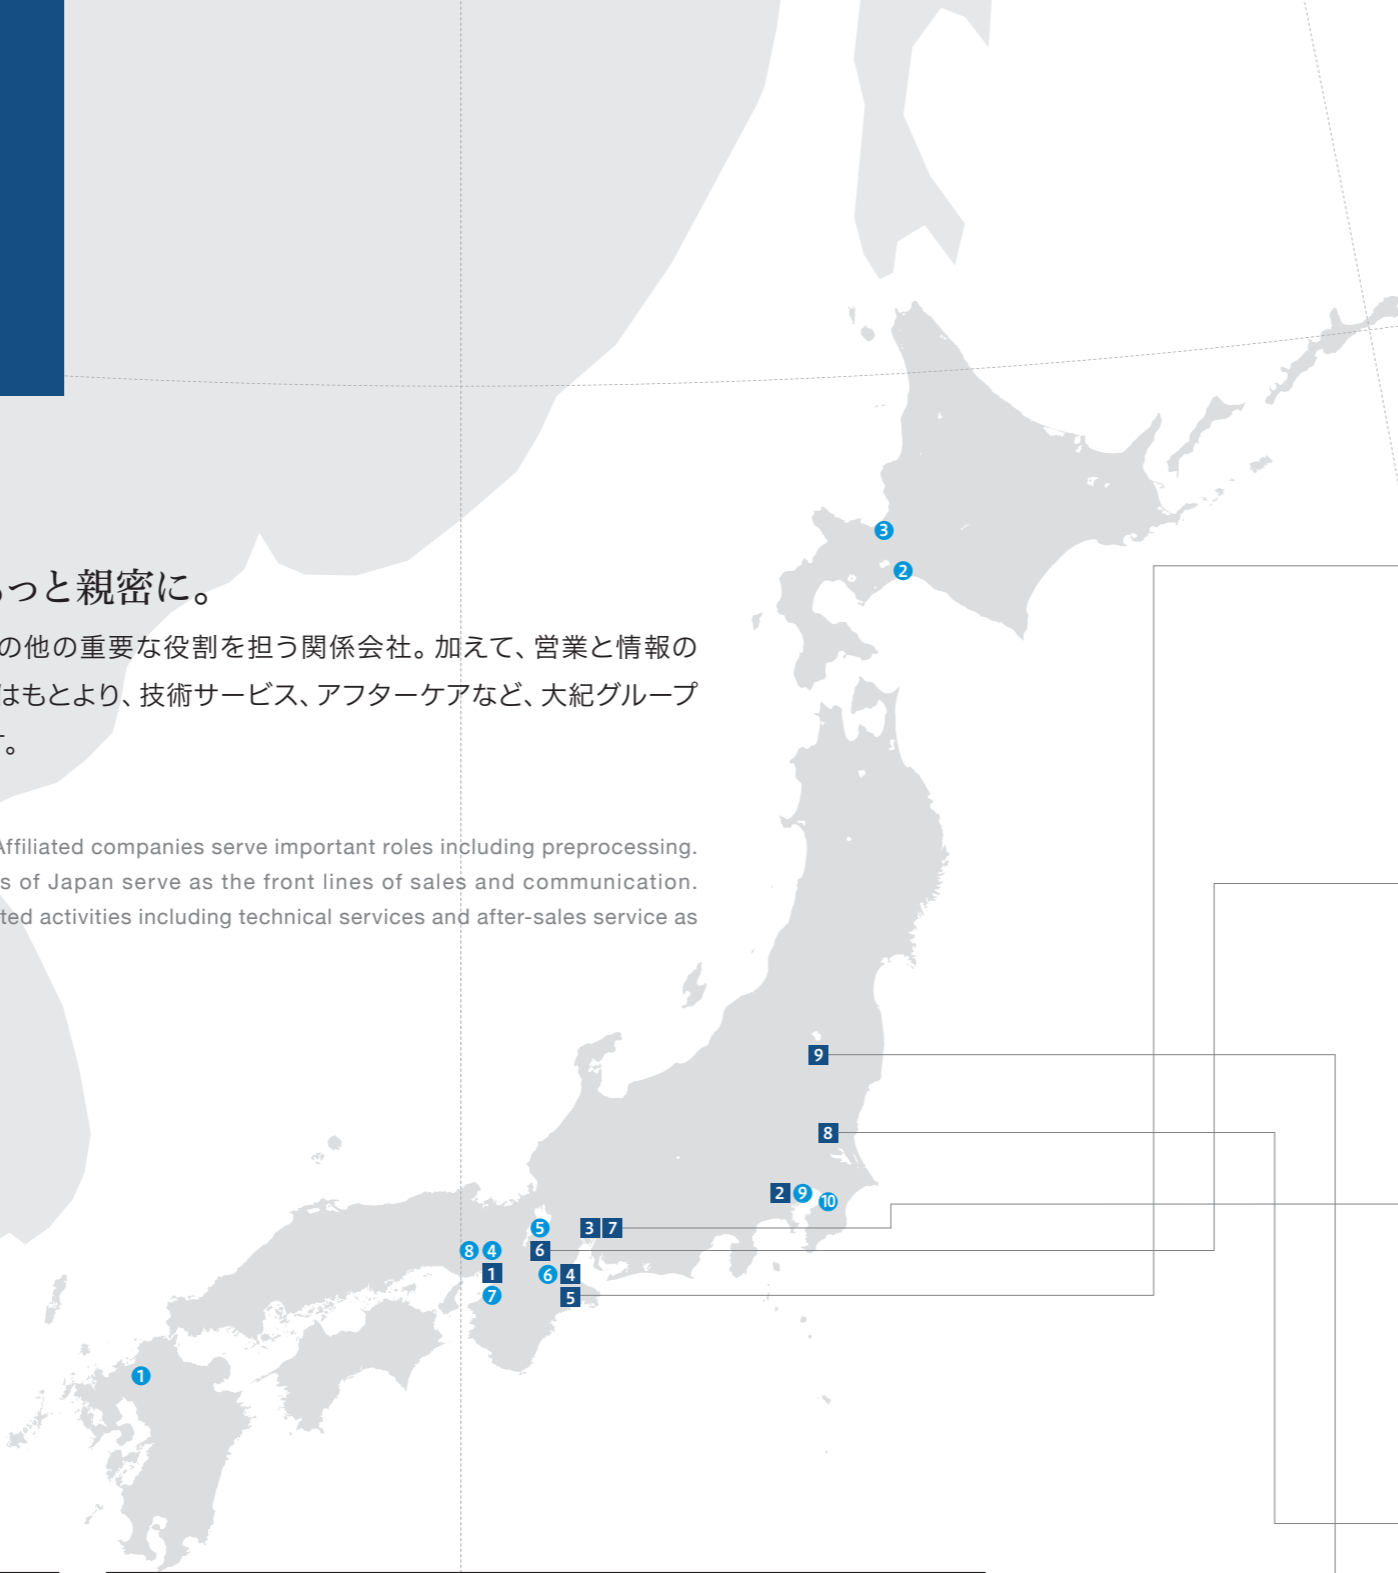 っと親密に。
の他の重要な役割を担う関係会社。加えて、営業と情報の
はもとより、技術サービス、アフターケアなど、大紀グループ
。
Affiliated companies serve important roles including preprocessing.
s of Japan serve as the front lines of sales and communication.
ted activities including technical services and after-sales service as
3
2
9
8
2 9 10
5 3 7
8 4 6
1 6 4
7 5
1